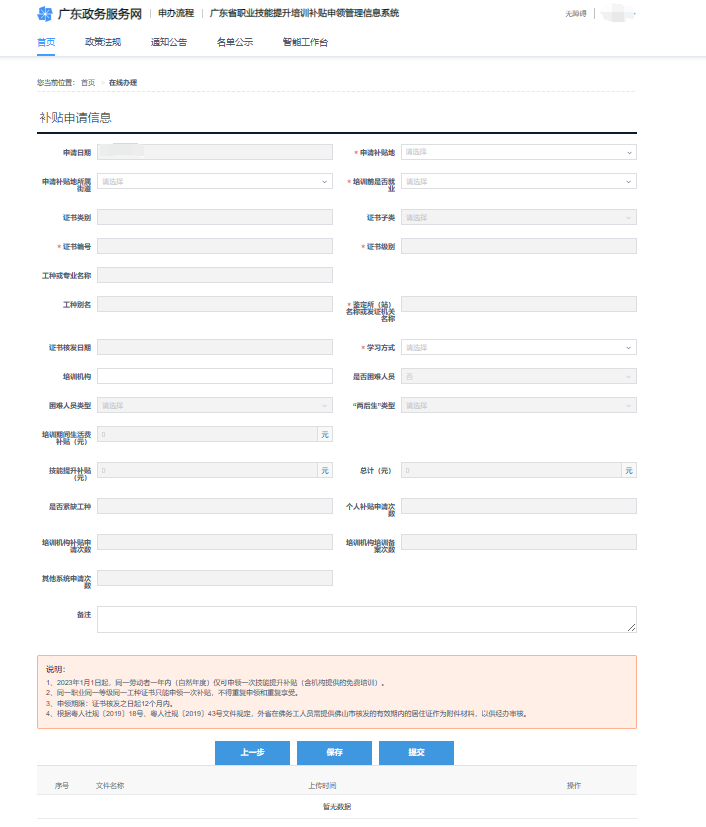 广东政务服务网 申办流程 广东省职业技能提升培训补贴申领管理信息系统 无障碍
首页 政策法规 通知公告 名单公示 智能工作台
您当前位置: 首页 > 在线办理
补贴申请信息
申请日期 * 申请补贴地 请选择
申请补贴地所属街道 请选择 * 培训前是否就业 请选择
证书类别 证书子类 请选择
* 证书编号 * 证书级别
工种或专业名称
工种别名 * 鉴定所（站）名称或发证机关名称
证书核发日期 * 学习方式 请选择
培训机构 是否困难人员 否
困难人员类型 请选择 “两后生”类型 请选择
培训期间生活费补贴（元） 0 元
技能提升补贴（元） 0 元 总计（元） 0 元
是否紧缺工种 个人补贴申请次数
培训机构补贴申请次数 培训机构培训备案次数
其他系统申请次数
备注
说明:
1、2023年1月1日起，同一劳动者一年内（自然年度）仅可申领一次技能提升补贴（含机构提供的免费培训）。
2、同一职业同一等级同一工种证书只能申领一次补贴，不得重复申领和重复享受。
3、申领期限：证书核发之日起12个月内。
4、根据粤人社规〔2019〕18号、粤人社规〔2019〕43号文件规定，外省在佛务工人员需提供佛山市核发的有效期内的居住证作为附件材料，以供经办审核。
上一步 保存 提交
序号 文件名称 上传时间 操作
暂无数据